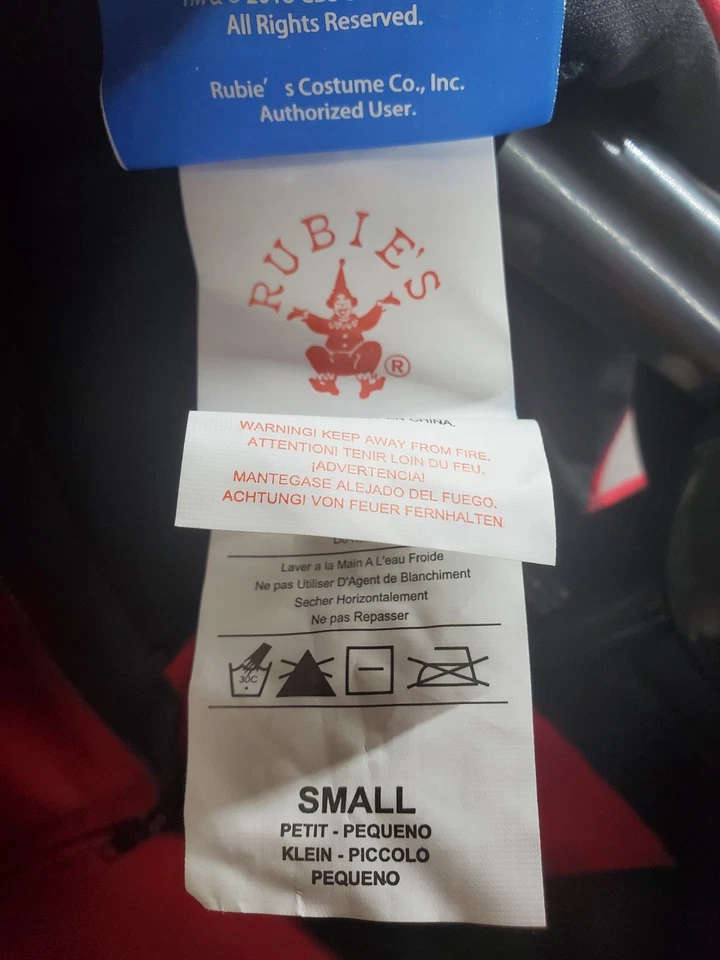 All Rights Reserved.
Rubie's Costume Co., Inc.
Authorized User.
RUBIE'S
®
CHINA.
WARNING! KEEP AWAY FROM FIRE.
ATTENTION! TENIR LOIN DU FEU.
¡ADVERTENCIA!
MANTEGASE ALEJADO DEL FUEGO.
ACHTUNG! VON FEUER FERNHALTEN
Laver a la Main A L'eau Froide
Ne pas Utiliser D'Agent de Blanchiment
Secher Horizontalement
Ne pas Repasser
30C
SMALL
PETIT - PEQUENO
KLEIN - PICCOLO
PEQUENO